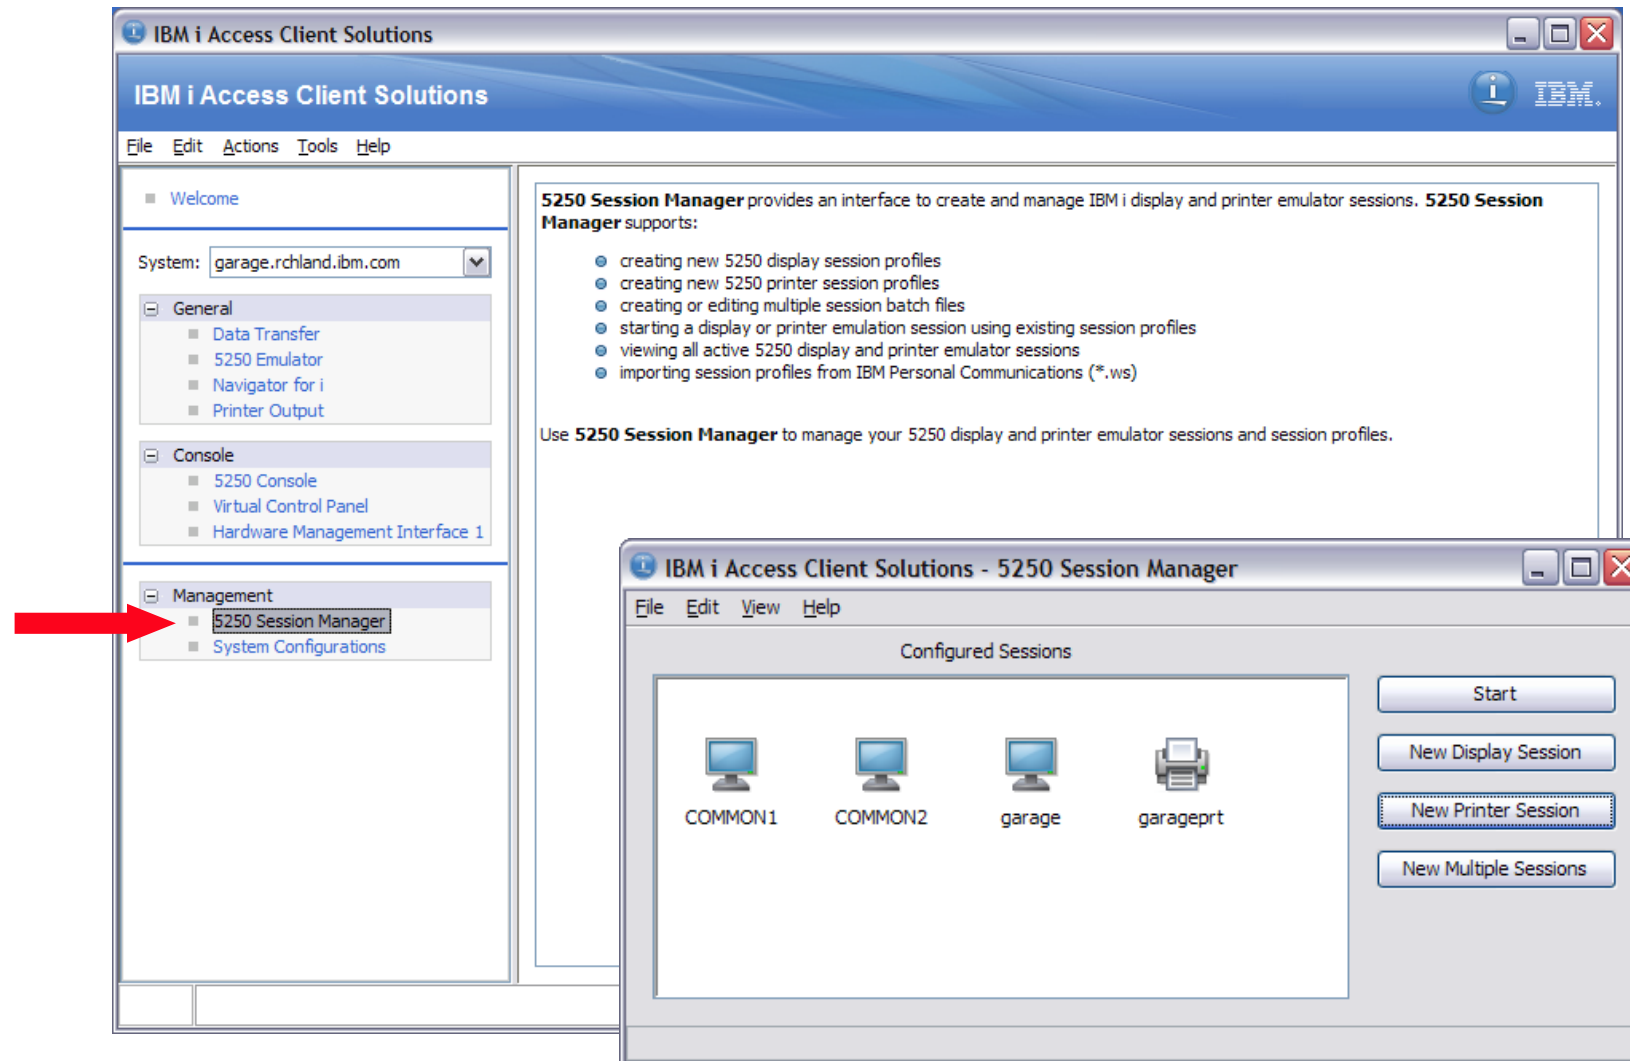 IBM i Access Client Solutions
IBM i Access Client Solutions
IBM.
File Edit Actions Tools Help
Welcome
System: garage.rchland.ibm.com
General
Data Transfer
5250 Emulator
Navigator for i
Printer Output
Console
5250 Console
Virtual Control Panel
Hardware Management Interface 1
Management
5250 Session Manager
System Configurations
5250 Session Manager provides an interface to create and manage IBM i display and printer emulator sessions. 5250 Session
Manager supports:
creating new 5250 display session profiles
creating new 5250 printer session profiles
creating or editing multiple session batch files
starting a display or printer emulation session using existing session profiles
viewing all active 5250 display and printer emulator sessions
importing session profiles from IBM Personal Communications (*.ws)
Use 5250 Session Manager to manage your 5250 display and printer emulator sessions and session profiles.
IBM i Access Client Solutions - 5250 Session Manager
File Edit View Help
Configured Sessions
COMMON1 COMMON2 garage garageprt
Start
New Display Session
New Printer Session
New Multiple Sessions